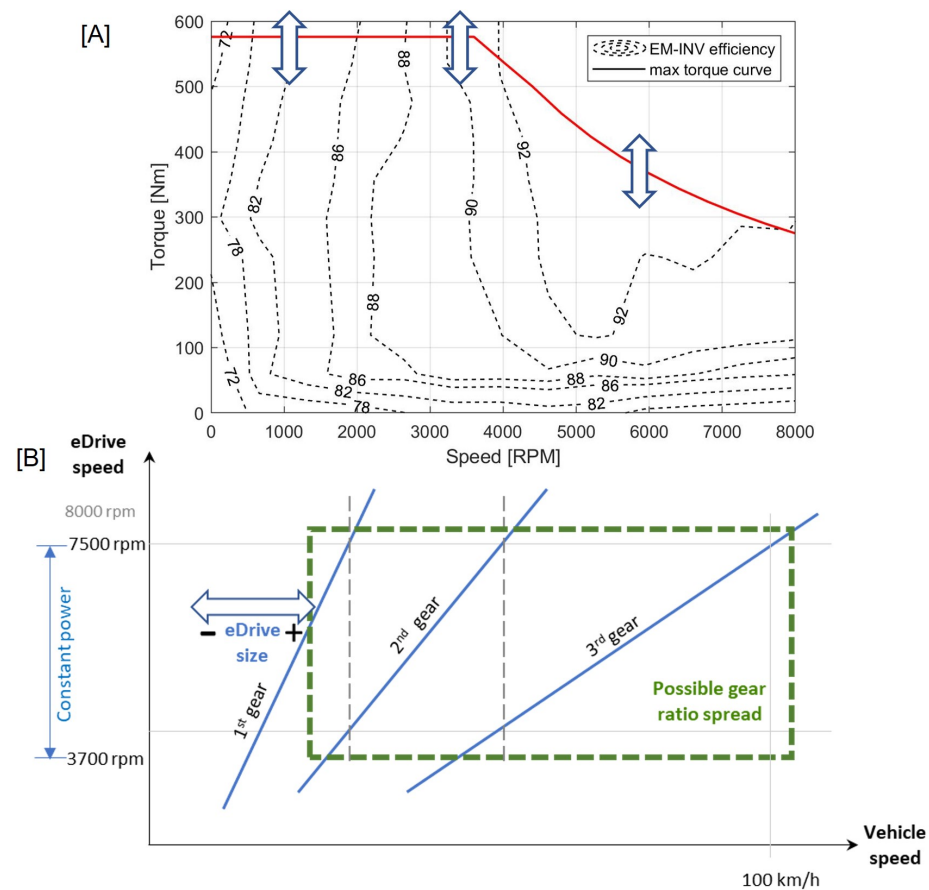 [A]
600
500
400
300
200
100
0
Torque [Nm]
0 1000 2000 3000 4000 5000 6000 7000 8000
Speed [RPM]
EM-INV efficiency
max torque curve
72
88
86
92
82
90
78
88
92
72
90
86
88
86
82
82
78
[B]
eDrive
speed
8000 rpm
7500 rpm
Constant power
3700 rpm
- eDrive +
size
1st gear
2nd gear
3rd gear
Possible gear
ratio spread
Vehicle
speed
100 km/h